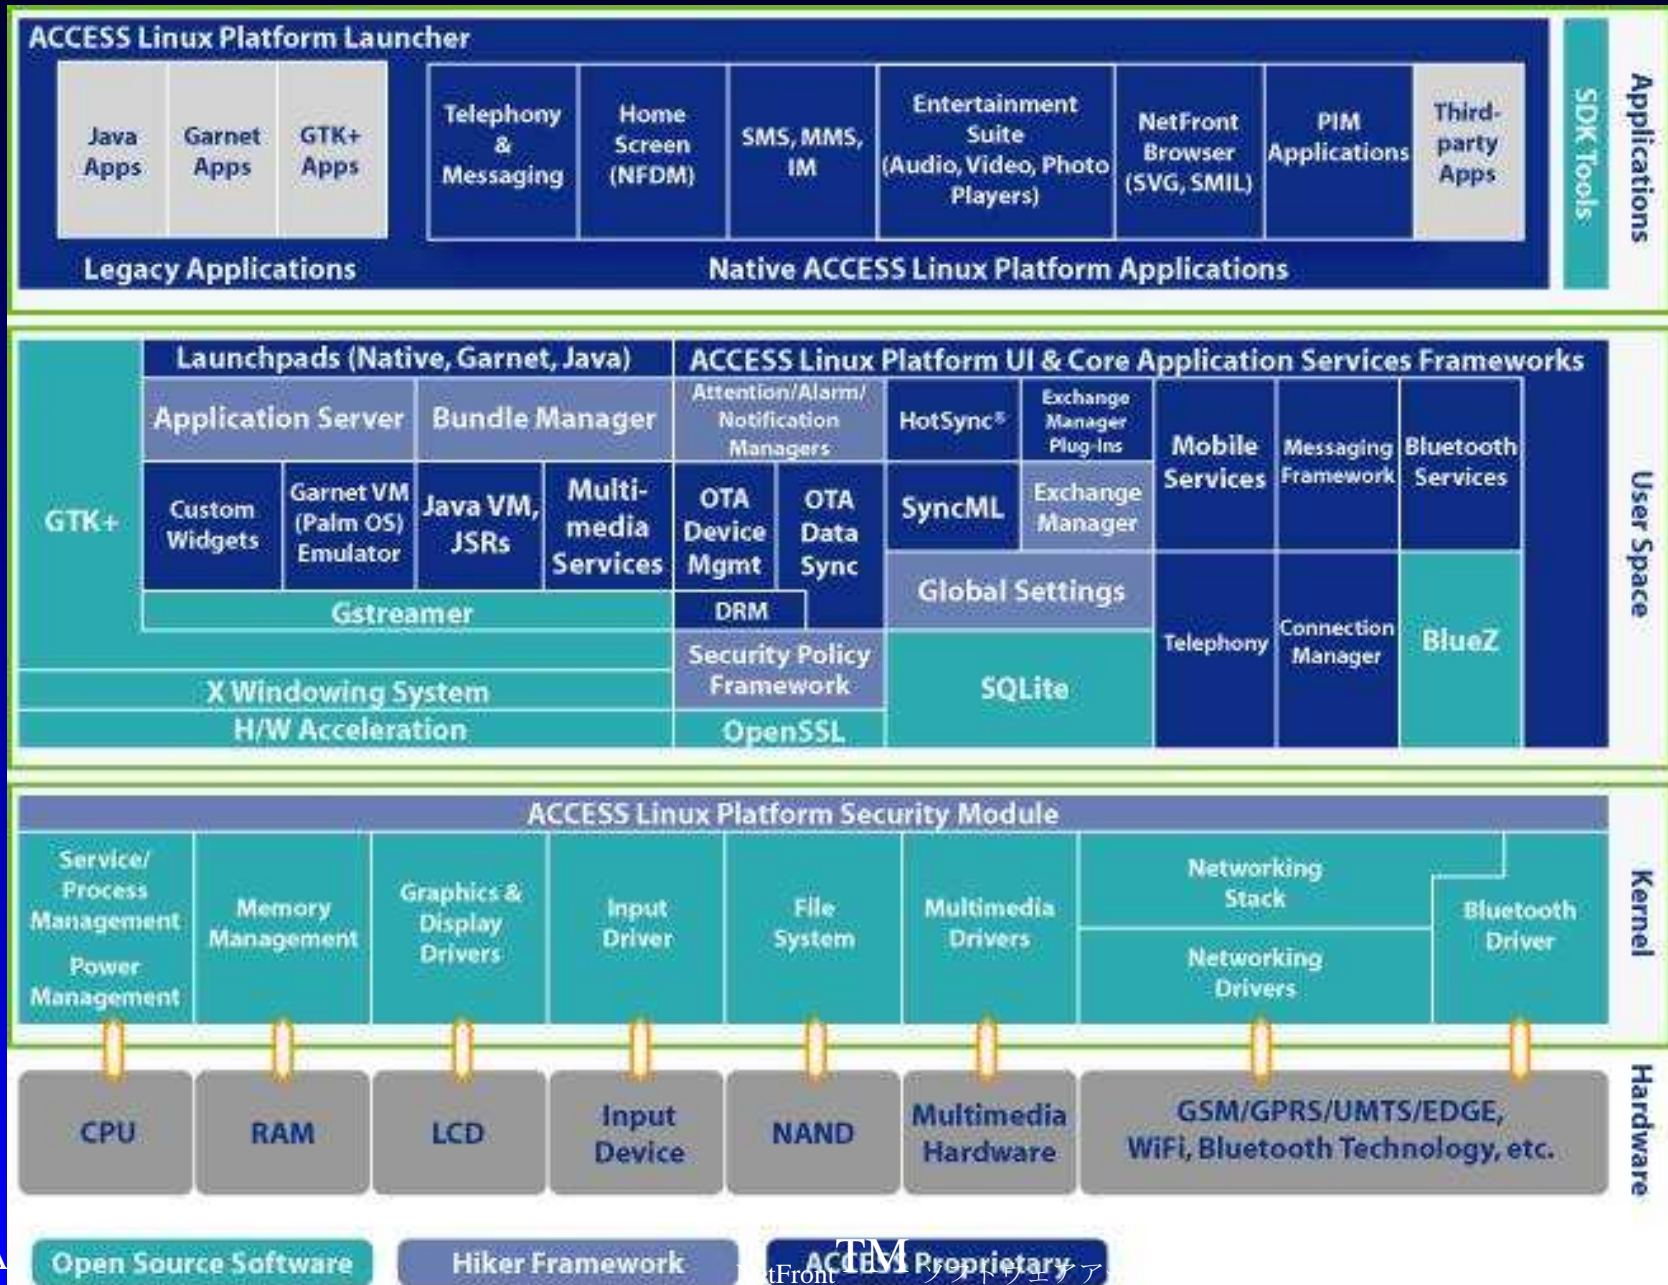 ACCESS Linux Platform Launcher
Java
Apps
Garnet
Apps
GTK+
Apps
Legacy Applications
Telephony
&
Messaging
Home
Screen
(NFDM)
SMS, MMS,
IM
Entertainment
Suite
(Audio, Video, Photo
Players)
NetFront
Browser
(SVG, SMIL)
PIM
Applications
Third-
party
Apps
Native ACCESS Linux Platform Applications
SDK Tools
Applications
GTK+
Launchpads (Native, Garnet, Java)
Application Server
Bundle Manager
Custom
Widgets
Garnet VM
(Palm OS)
Emulator
Java VM,
JSRs
Multi-
media
Services
Gstreamer
X Windowing System
H/W Acceleration
ACCESS Linux Platform UI & Core Application Services Frameworks
Attention/Alarm/
Notification
Managers
HotSync®
Exchange
Manager
Plug-Ins
OTA
Device
Mgmt
OTA
Data
Sync
SyncML
Exchange
Manager
DRM
Global Settings
Security Policy
Framework
SQLite
OpenSSL
Mobile
Services
Messaging
Framework
Bluetooth
Services
Telephony
Connection
Manager
BlueZ
User Space
ACCESS Linux Platform Security Module
Service/
Process
Management
Power
Management
Memory
Management
Graphics &
Display
Drivers
Input
Driver
File
System
Multimedia
Drivers
Networking
Stack
Networking
Drivers
Bluetooth
Driver
Kernel
CPU
RAM
LCD
Input
Device
NAND
Multimedia
Hardware
GSM/GPRS/UMTS/EDGE,
WiFi, Bluetooth Technology, etc.
Hardware
Open Source Software
Hiker Framework
ACCESS Proprietary
TM